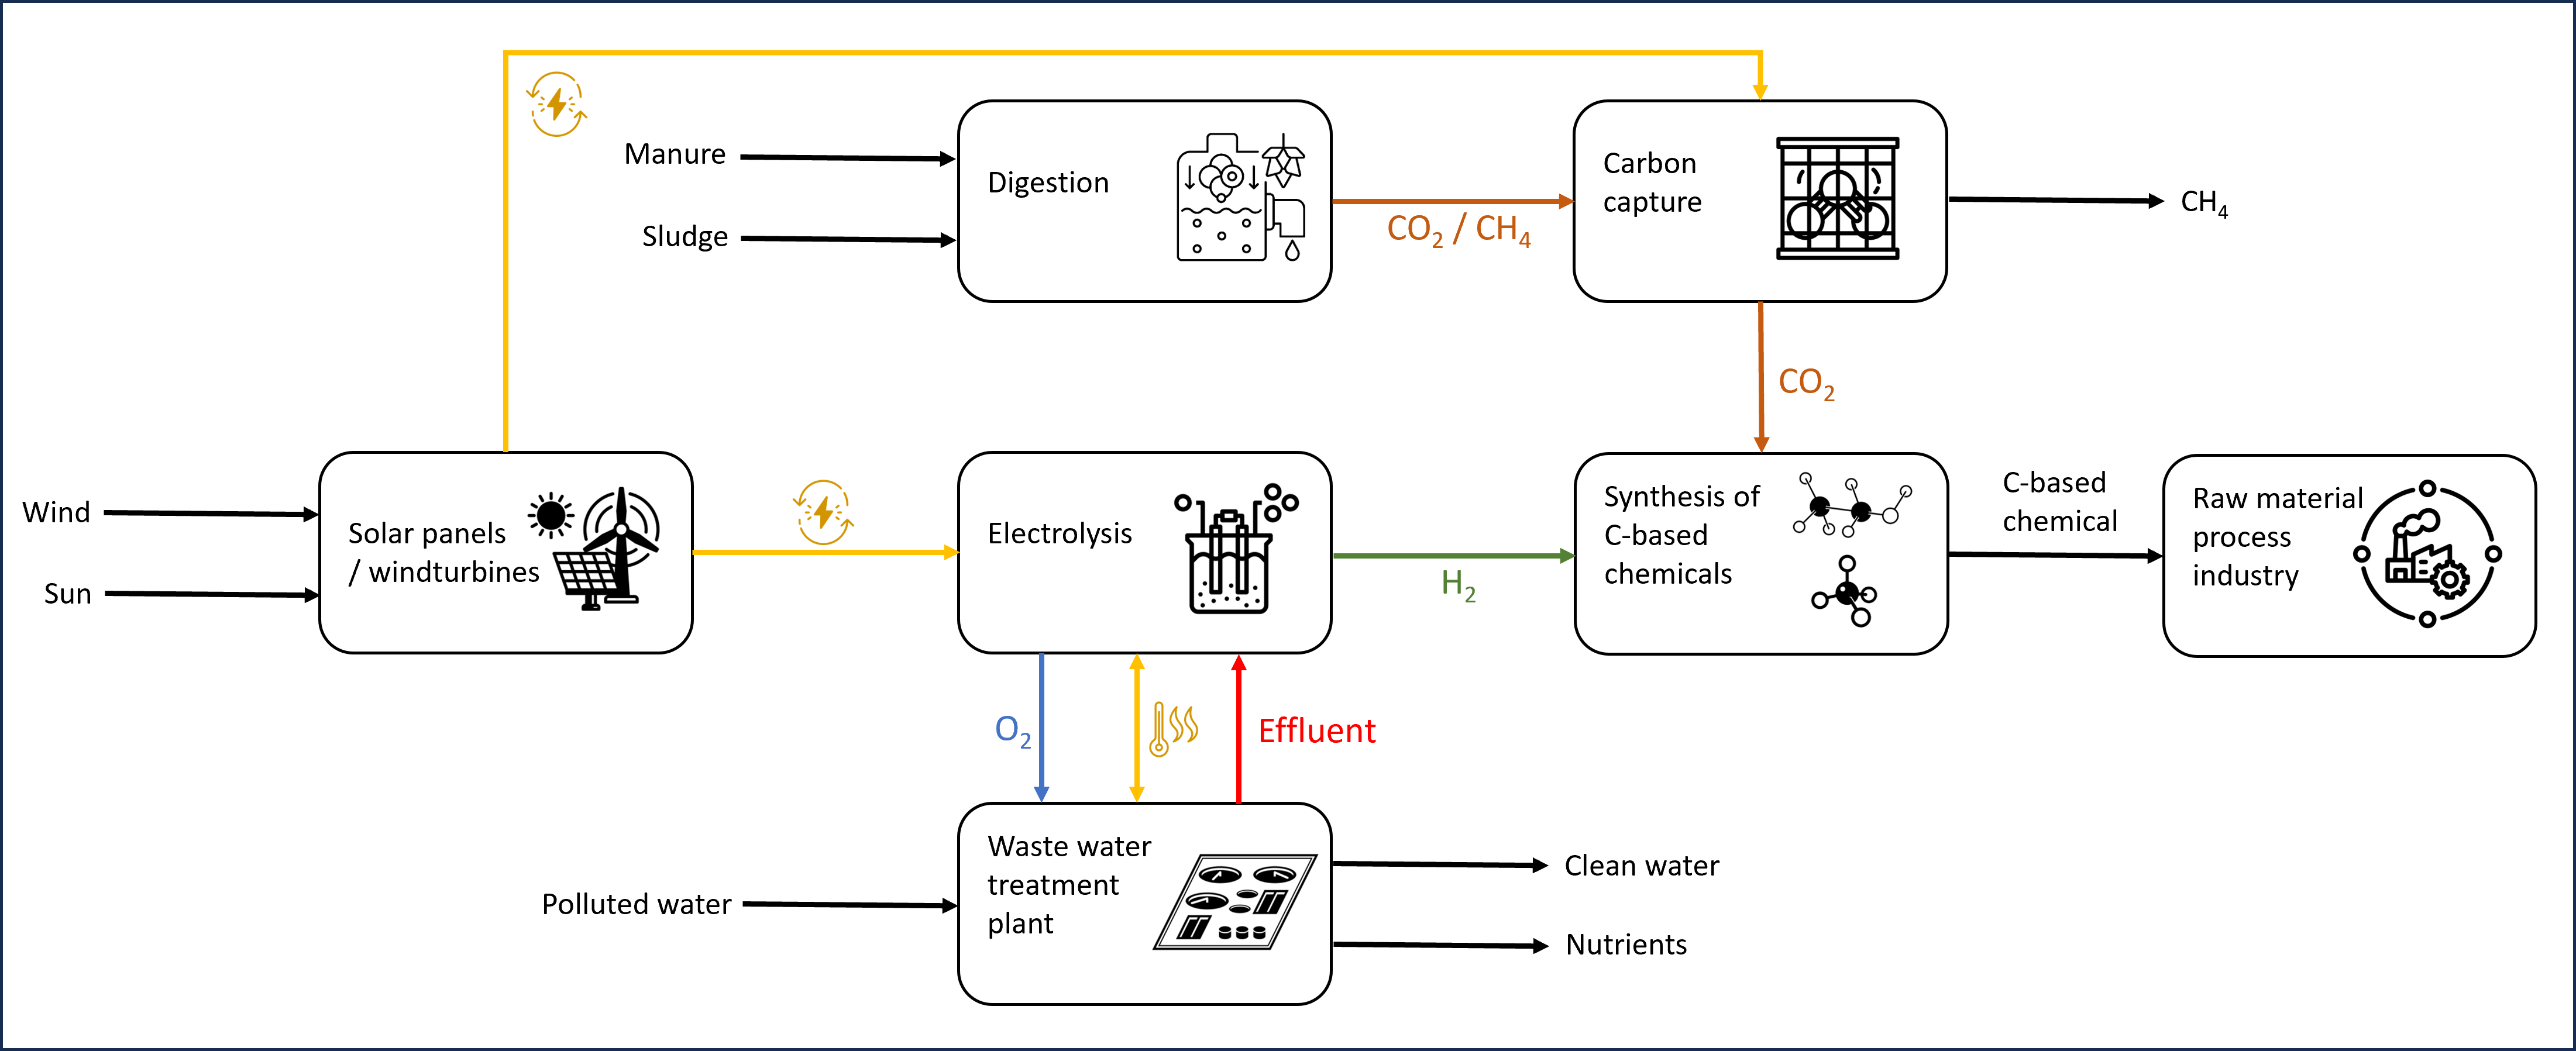 Manure
Sludge
Digestion
CO₂ / CH₄
Carbon
capture
CH₄
CO₂
Wind
Sun
Solar panels
/ windturbines
Electrolysis
H₂
Synthesis of
C-based
chemicals
C-based
chemical
Raw material
process
industry
O₂
Effluent
Polluted water
Waste water
treatment
plant
Clean water
Nutrients